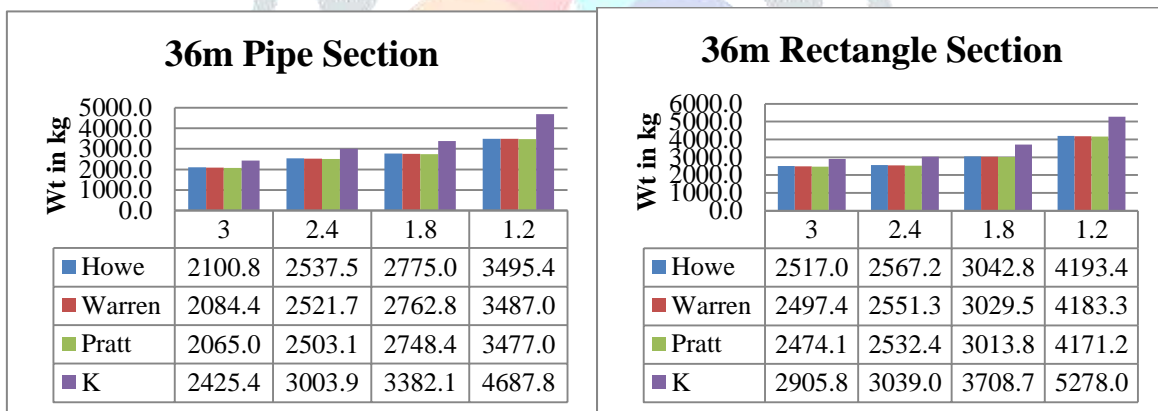 36m Pipe Section
Wt in kg
5000.0
4000.0
3000.0
2000.0
1000.0
0.0
3 2.4 1.8 1.2
Howe 2100.8 2537.5 2775.0 3495.4
Warren 2084.4 2521.7 2762.8 3487.0
Pratt 2065.0 2503.1 2748.4 3477.0
K 2425.4 3003.9 3382.1 4687.8
36m Rectangle Section
Wt in kg
6000.0
5000.0
4000.0
3000.0
2000.0
1000.0
0.0
3 2.4 1.8 1.2
Howe 2517.0 2567.2 3042.8 4193.4
Warren 2497.4 2551.3 3029.5 4183.3
Pratt 2474.1 2532.4 3013.8 4171.2
K 2905.8 3039.0 3708.7 5278.0